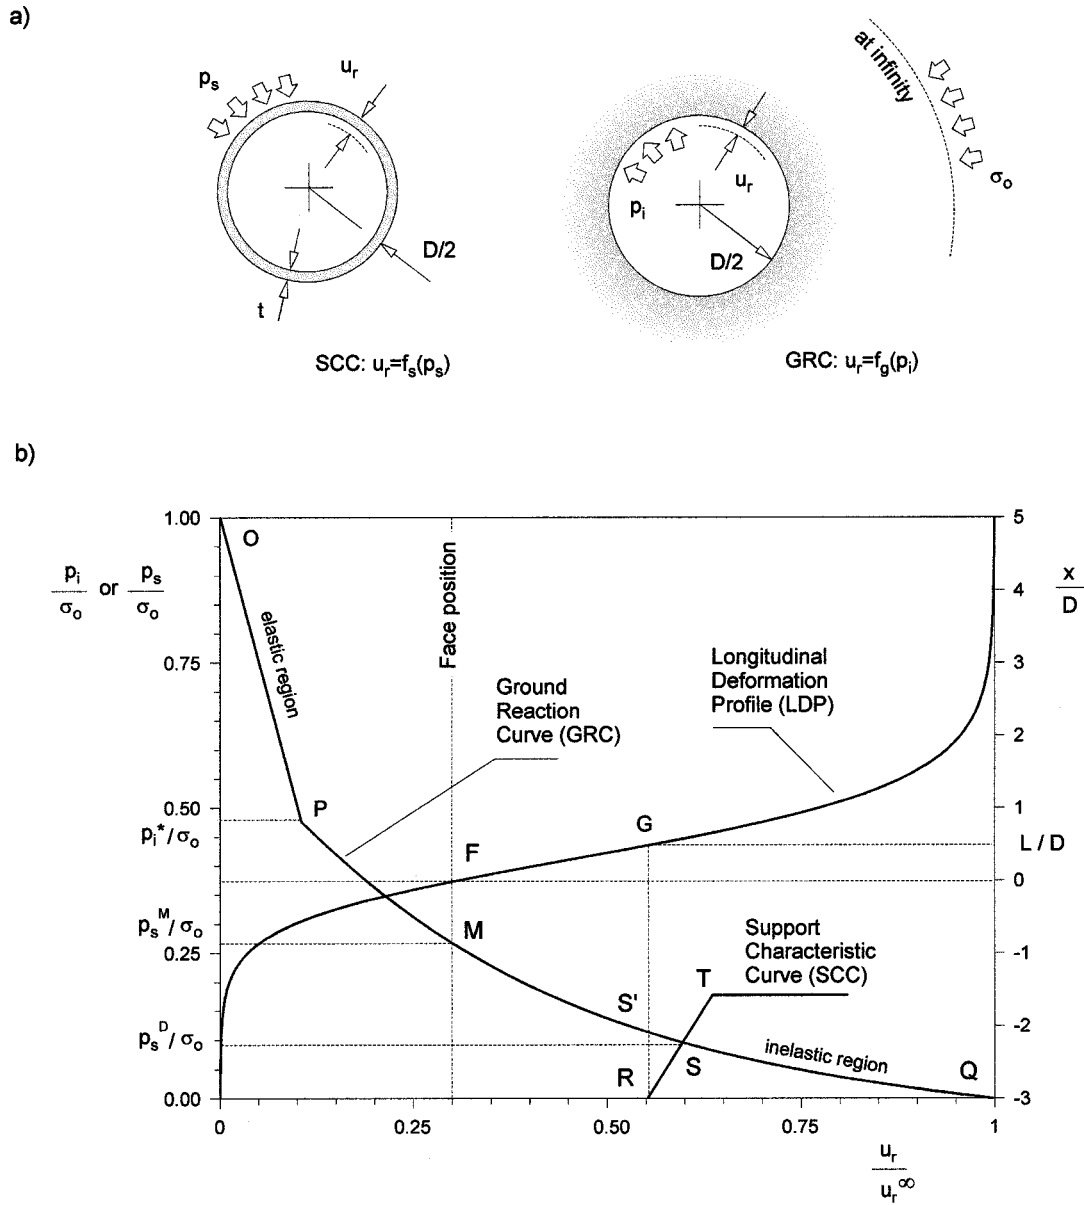 a)
p_s
u_r
D/2
t
SCC: u_r=f_s(p_s)
at infinity
σ_o
u_r
p_i
D/2
GRC: u_r=f_g(p_i)
b)
p_i/σ_o or p_s/σ_o
1.00
0.75
0.50
p_i*/σ_o
p_s^M/σ_o
0.25
p_s^D/σ_o
0.00
O
elastic region
P
Face position
Ground
Reaction
Curve (GRC)
Longitudinal
Deformation
Profile (LDP)
F
G
M
S'
T
Support
Characteristic
Curve (SCC)
R
S
inelastic region
Q
x/D
5
4
3
2
1
L / D
0
-1
-2
-3
0
0.25
0.50
0.75
1
u_r/u_r^∞